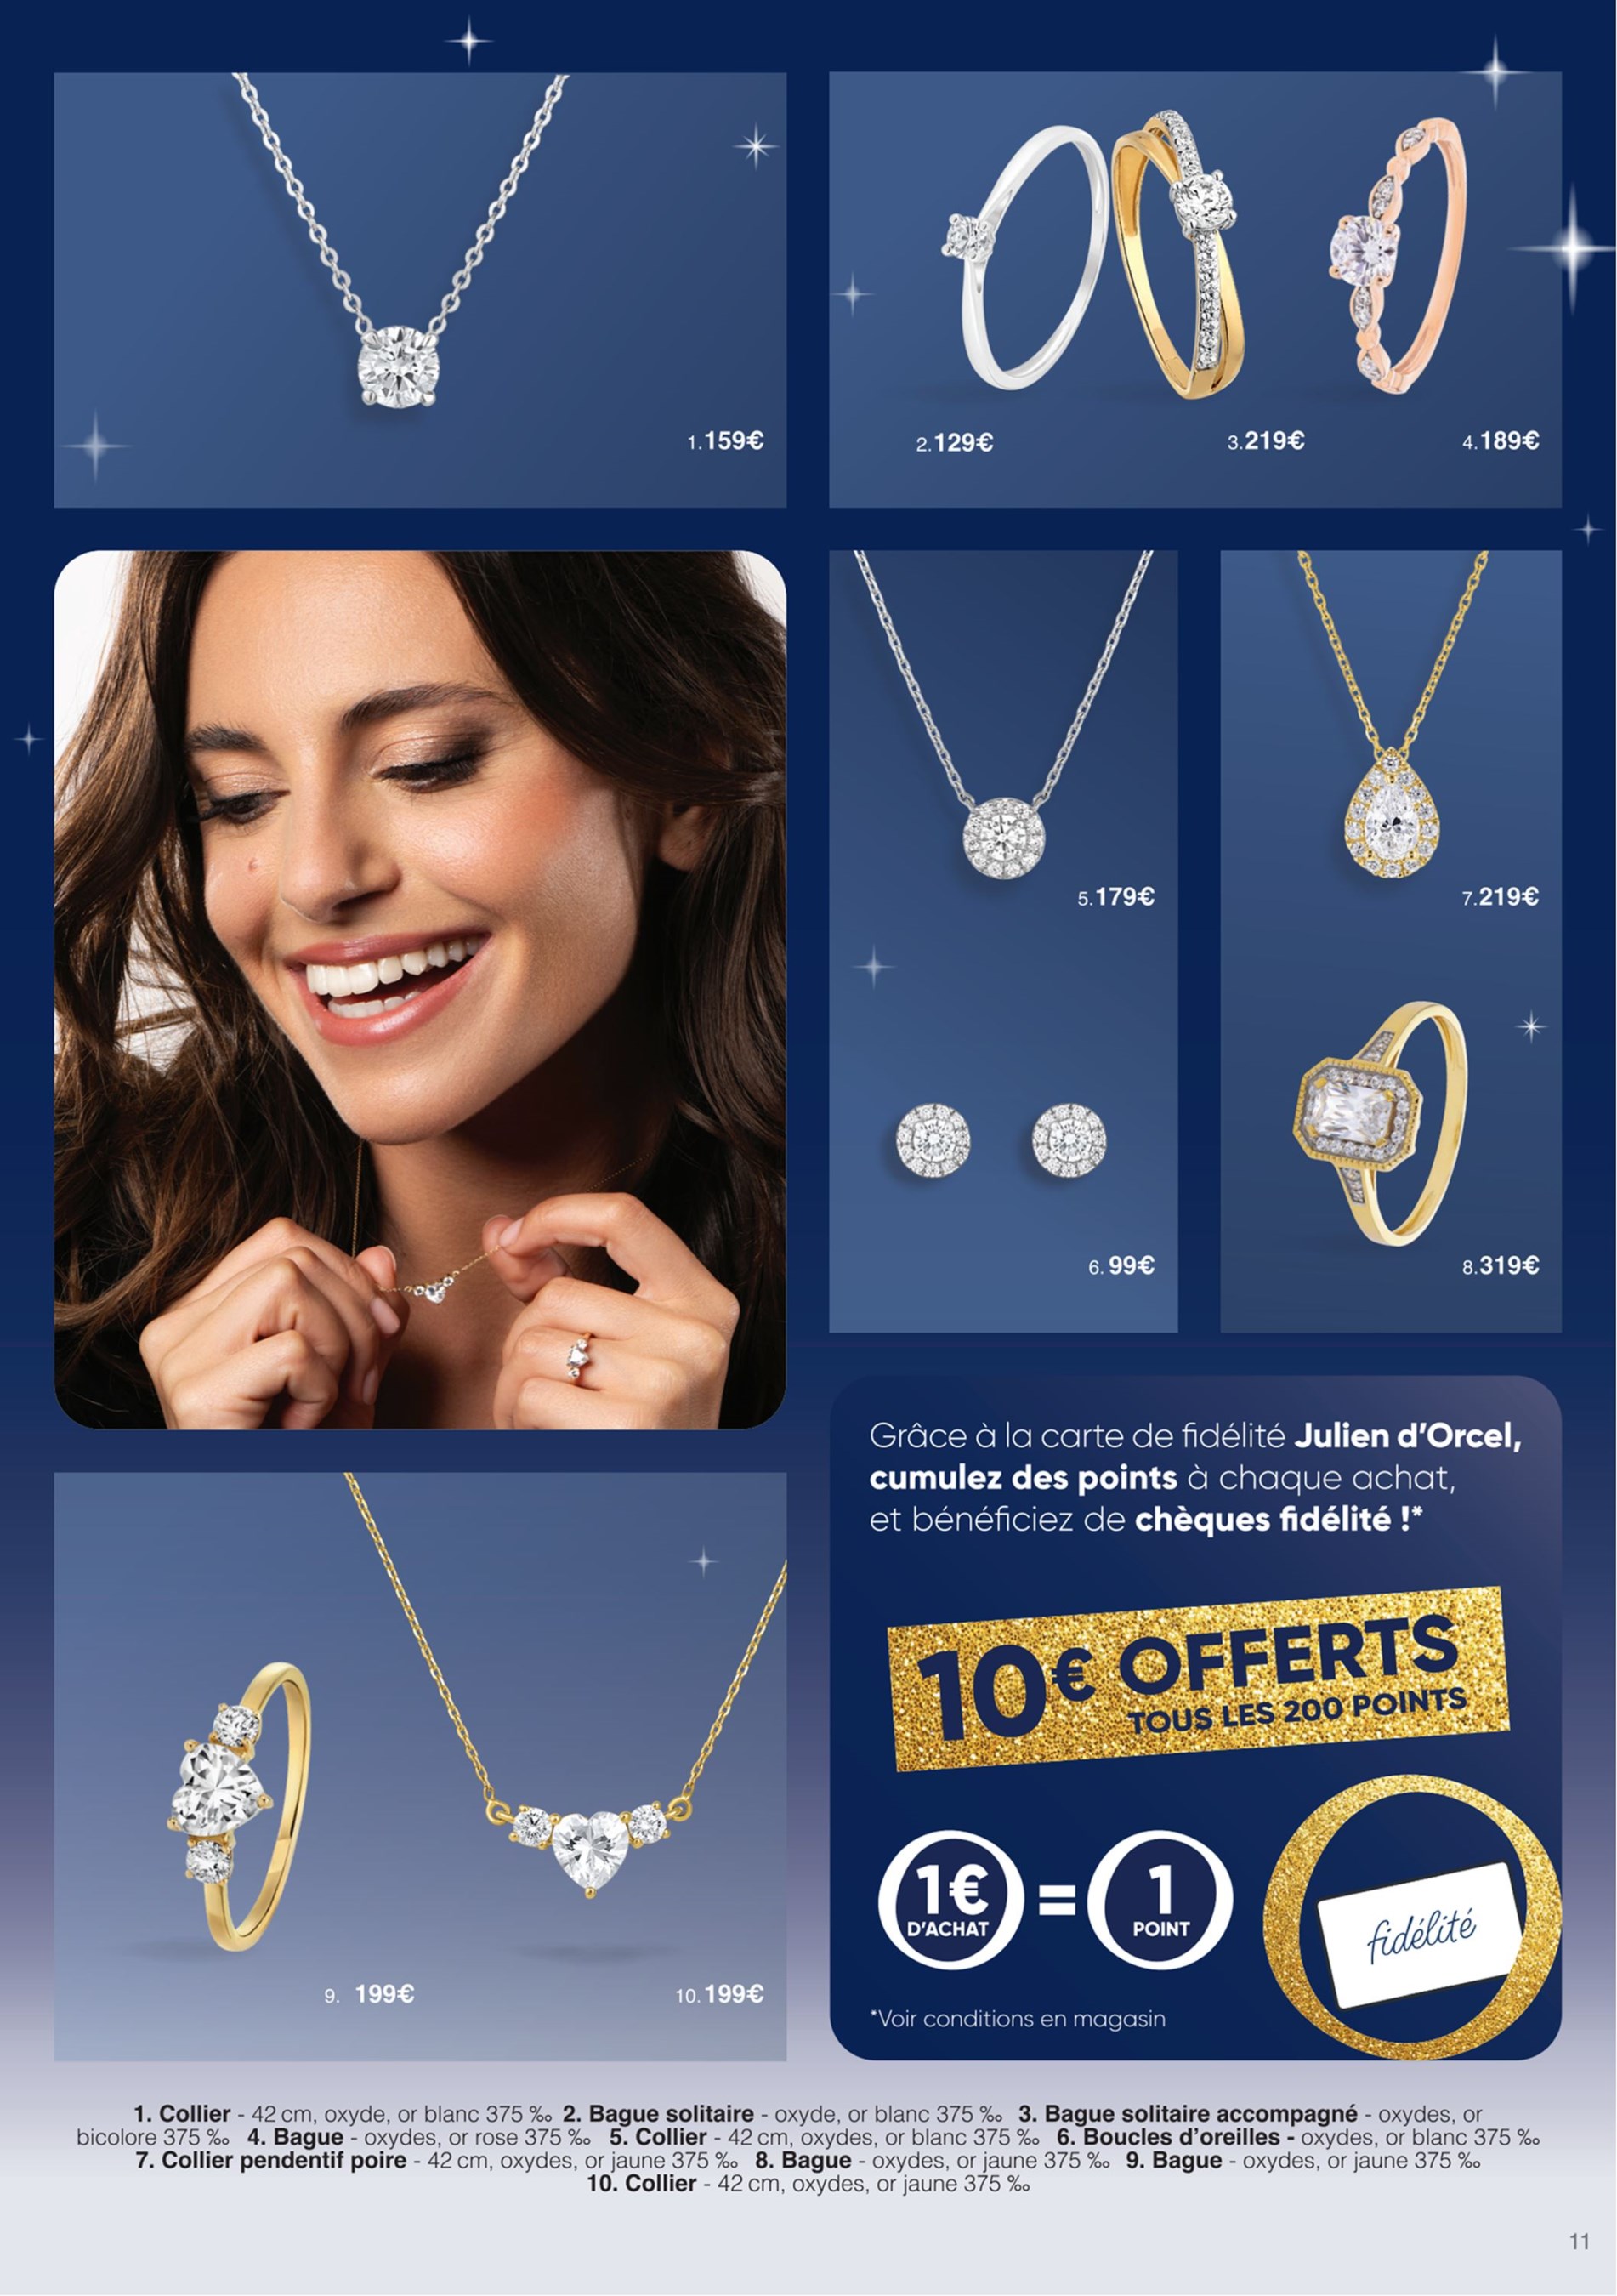 1.159€
2.129€
3.219€
4.189€
5.179€
7.219€
6. 99€
8.319€
Grâce à la carte de fidélité Julien d'Orcel,
cumulez des points à chaque achat,
et bénéficiez de chèques fidélité !*
10€ OFFERTS
TOUS LES 200 POINTS
1€
D'ACHAT
=
1
POINT
fidélité
*Voir conditions en magasin
9. 199€
10.199€
1. Collier - 42 cm, oxyde, or blanc 375 ‰ 2. Bague solitaire - oxyde, or blanc 375 ‰ 3. Bague solitaire accompagné - oxydes, or
bicolore 375 ‰ 4. Bague - oxydes, or rose 375 ‰ 5. Collier - 42 cm, oxydes, or blanc 375 ‰ 6. Boucles d'oreilles - oxydes, or blanc 375 ‰
7. Collier pendentif poire - 42 cm, oxydes, or jaune 375 ‰ 8. Bague - oxydes, or jaune 375 ‰ 9. Bague - oxydes, or jaune 375 ‰
10. Collier - 42 cm, oxydes, or jaune 375 ‰
11